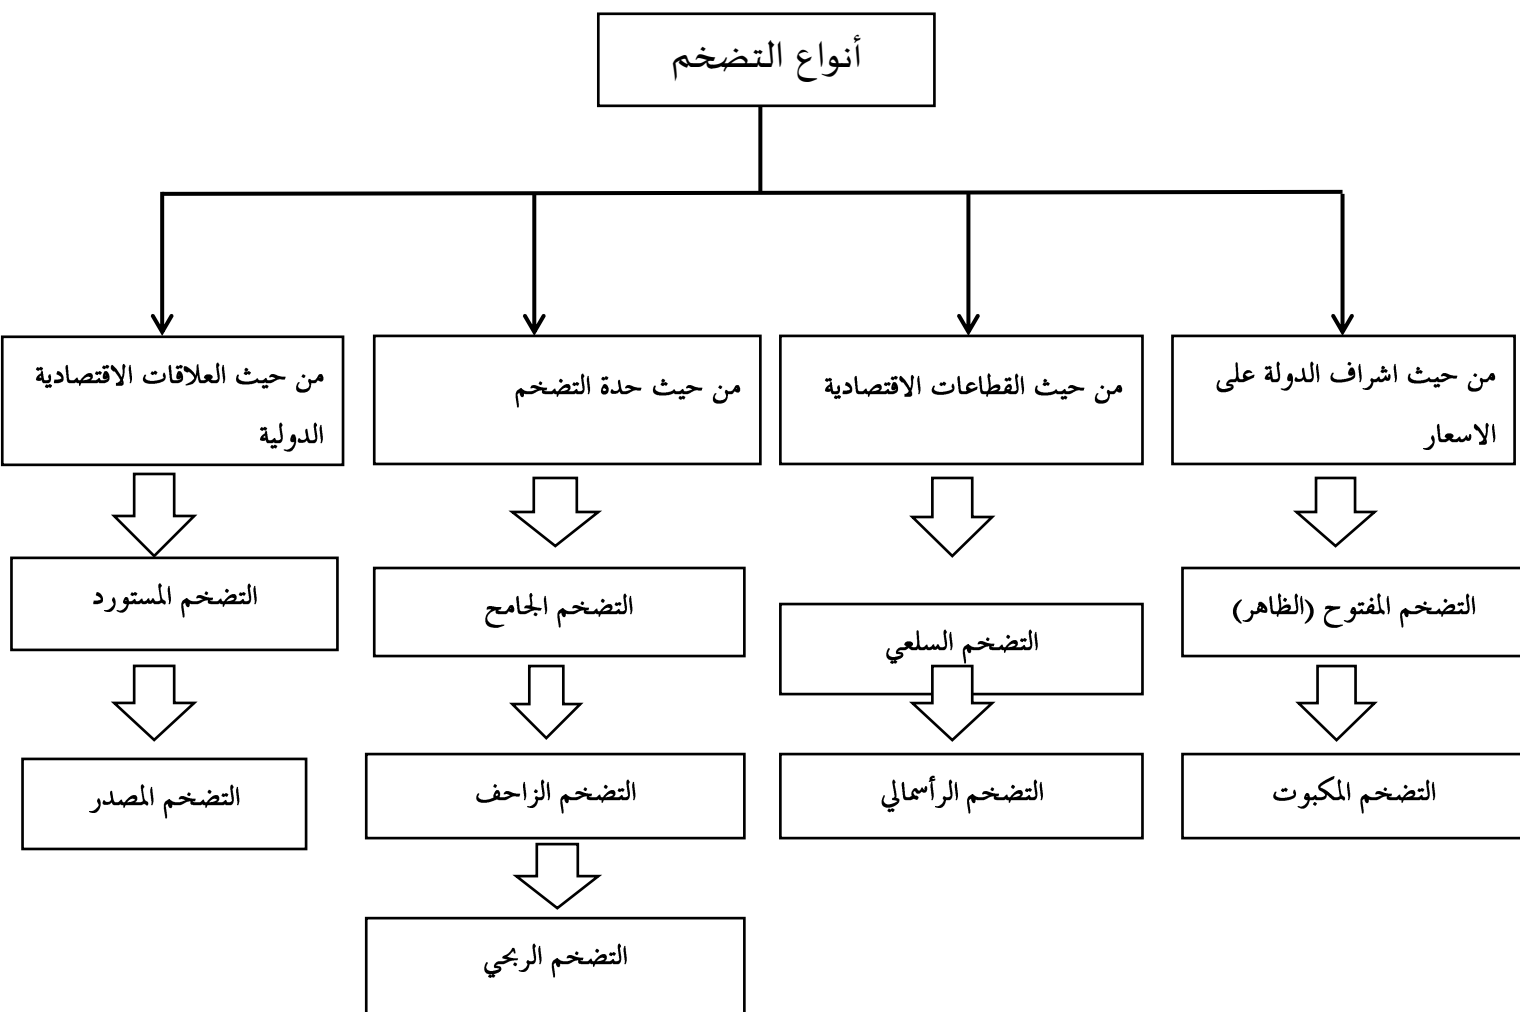 أنواع التضخم
من حيث اشراف الدولة على
الاسعار
من حيث القطاعات الاقتصادية
من حيث حدة التضخم
من حيث العلاقات الاقتصادية
الدولية
التضخم المفتوح (الظاهر)
التضخم السلعي
التضخم الجامح
التضخم المستورد
التضخم المكبوت
التضخم الرأسمالي
التضخم الزاحف
التضخم المصدر
التضخم الربحي